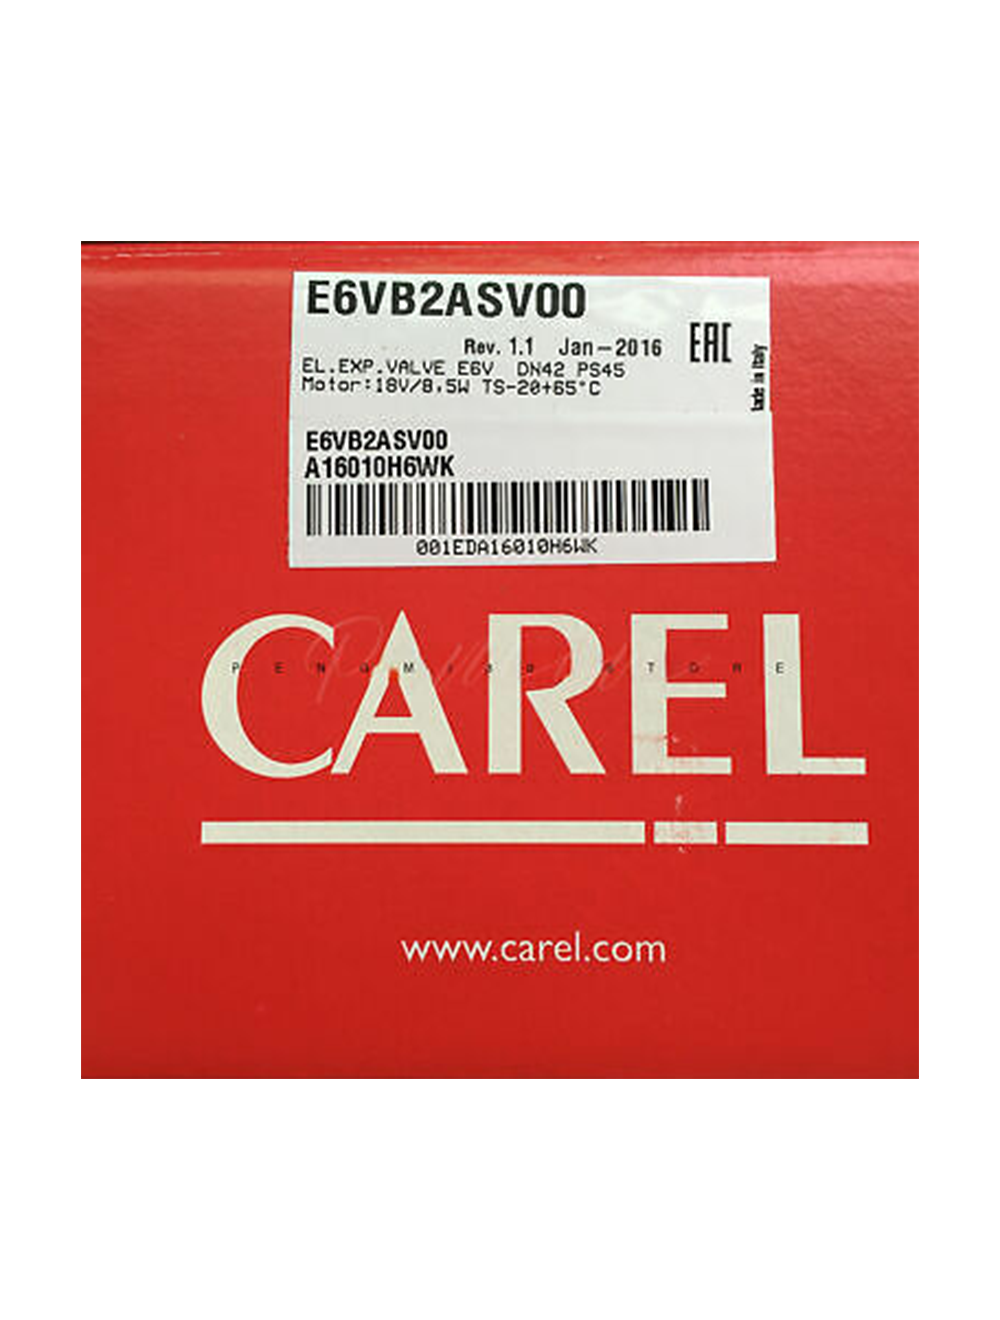 E6VB2ASV00
Rev. 1.1 Jan-2016
EAC
EL.EXP.VALVE E6V DN42 PS45
Motor:18V/8.5W TS-20+65°C
in Italy
E6VB2ASV00
A16010H6WK
001EDA16010H6WK
CAREL
STORE
www.carel.com